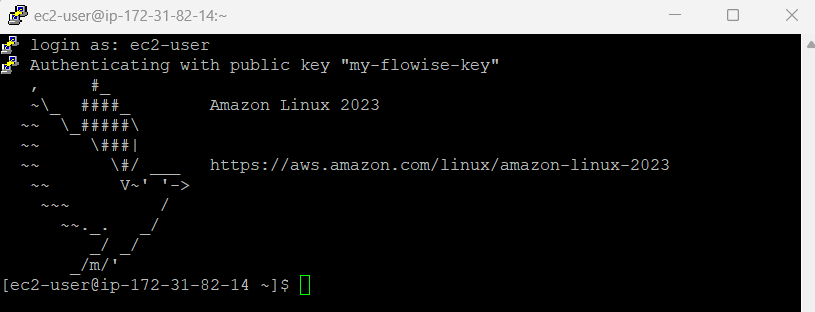 ec2-user@ip-172-31-82-14:~
login as: ec2-user
Authenticating with public key "my-flowise-key"
   ,     #_
   ~\_  ####_        Amazon Linux 2023
  ~~  \_#####\
  ~~     \###|
  ~~       \#/ ___   https://aws.amazon.com/linux/amazon-linux-2023
   ~~       V~' '->
    ~~~         /
      ~~._.   _/
         _/ _/
       _/m/'
[ec2-user@ip-172-31-82-14 ~]$